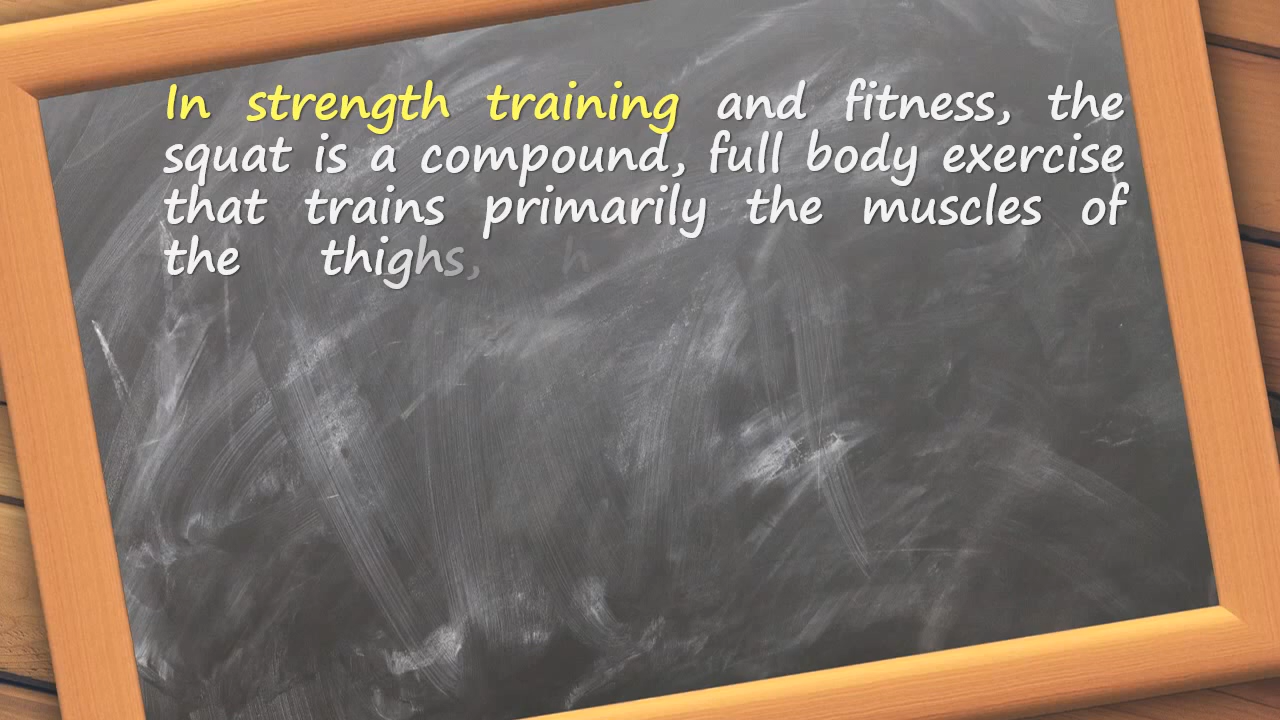 In strength training and fitness, the
squat is a compound, full body exercise
that trains primarily the muscles of
the thighs, h